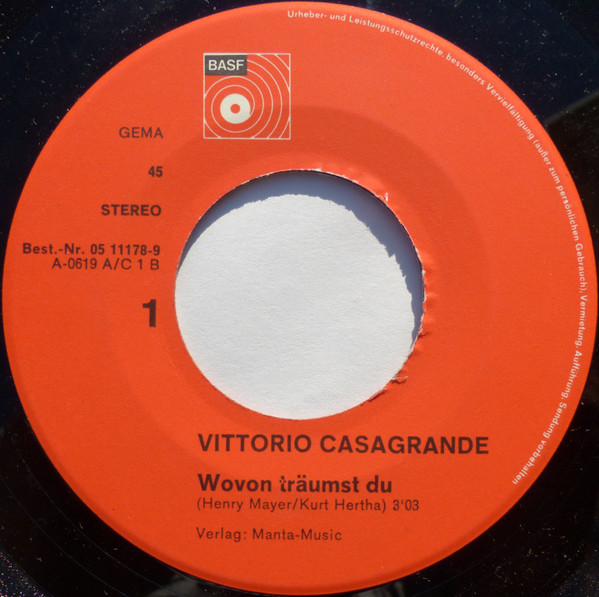 Urheber- und Leistungsschutzrechte, besonders Vervielfältigung (außer zum persönlichen Gebrauch), Vermietung, Aufführung, Sendung vorbehalten
BASF
GEMA
45
STEREO
Best.-Nr. 05 11178-9
A-0619 A/C 1 B
1
VITTORIO CASAGRANDE
Wovon träumst du
(Henry Mayer/Kurt Hertha) 3'03
Verlag: Manta-Music